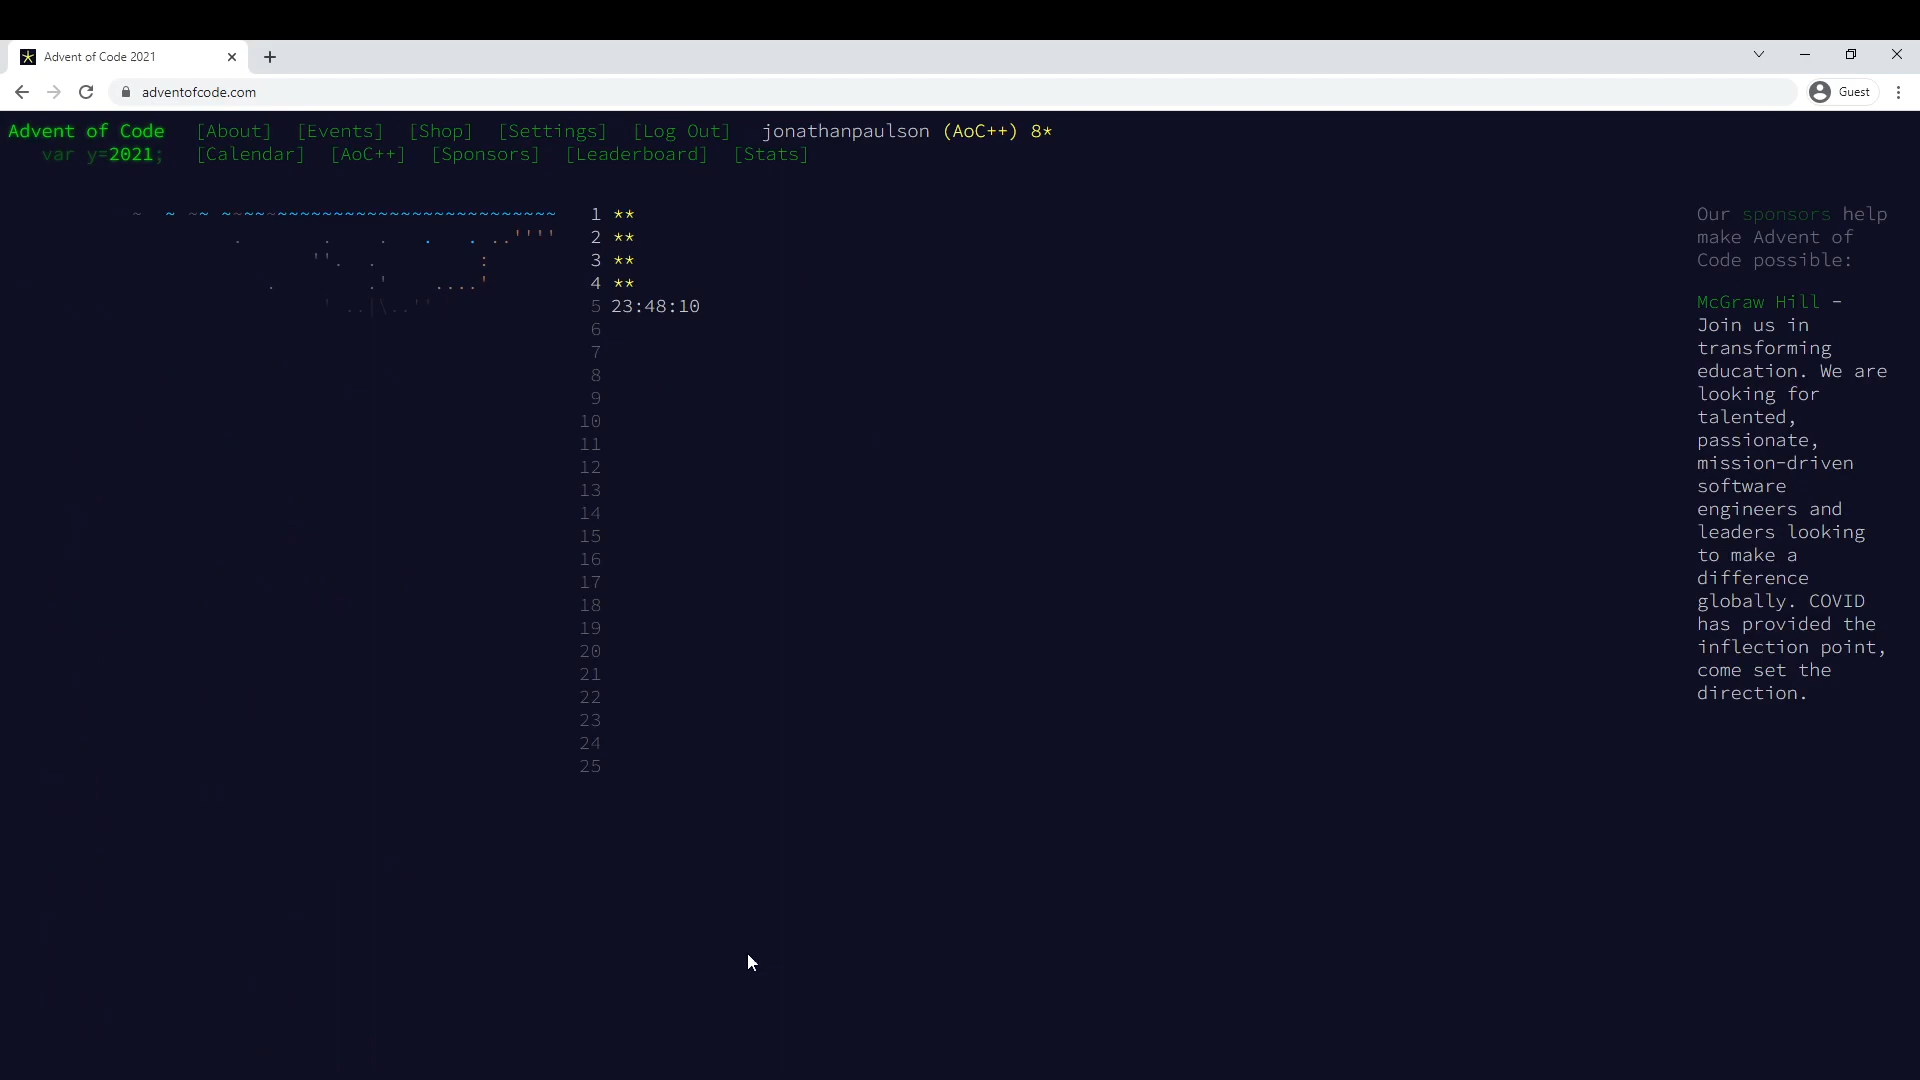 Advent of Code 2021
adventofcode.com
Guest
Advent of Code [About] [Events] [Shop] [Settings] [Log Out] jonathanpaulson (AoC++) 8*
var y=2021; [Calendar] [AoC++] [Sponsors] [Leaderboard] [Stats]
1 **
2 **
3 **
4 **
5 23:48:10
6
7
8
9
10
11
12
13
14
15
16
17
18
19
20
21
22
23
24
25
Our sponsors help
make Advent of
Code possible:
McGraw Hill -
Join us in
transforming
education. We are
looking for
talented,
passionate,
mission-driven
software
engineers and
leaders looking
to make a
difference
globally. COVID
has provided the
inflection point,
come set the
direction.